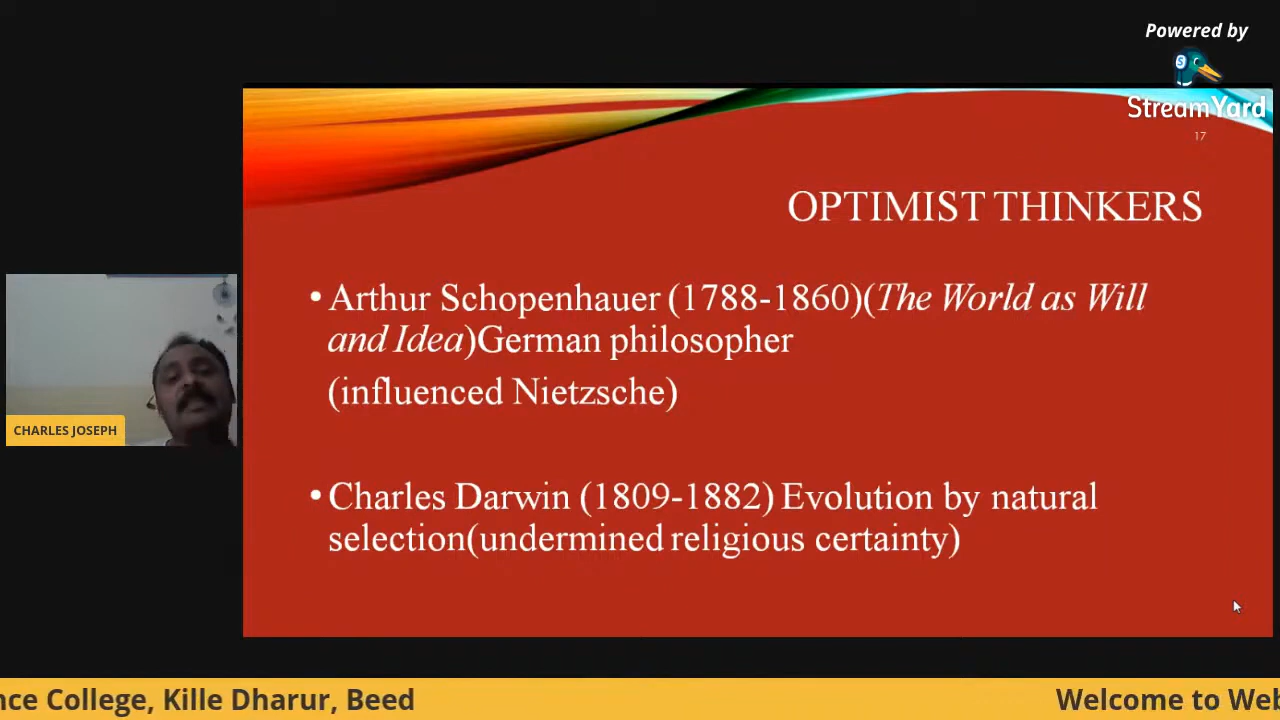 Powered by
S
StreamYard
17
OPTIMIST THINKERS
• Arthur Schopenhauer (1788-1860)(The World as Will
and Idea)German philosopher
(influenced Nietzsche)
• Charles Darwin (1809-1882) Evolution by natural
selection(undermined religious certainty)
CHARLES JOSEPH
nce College, Kille Dharur, Beed
Welcome to Web